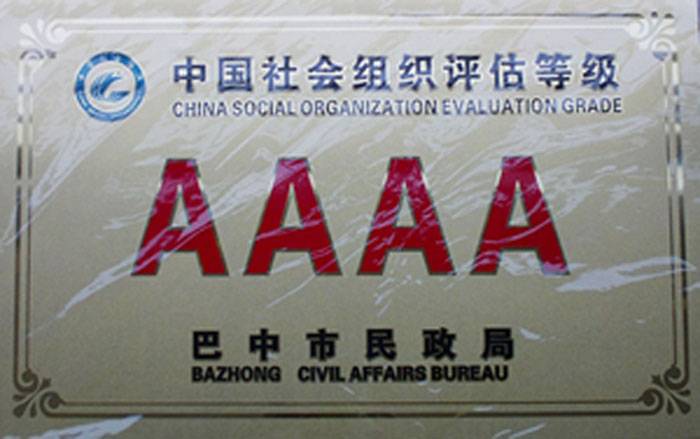 中国社会组织评估等级
CHINA SOCIAL ORGANIZATION EVALUATION GRADE
AAAA
巴中市民政局
BAZHONG CIVIL AFFAIRS BUREAU